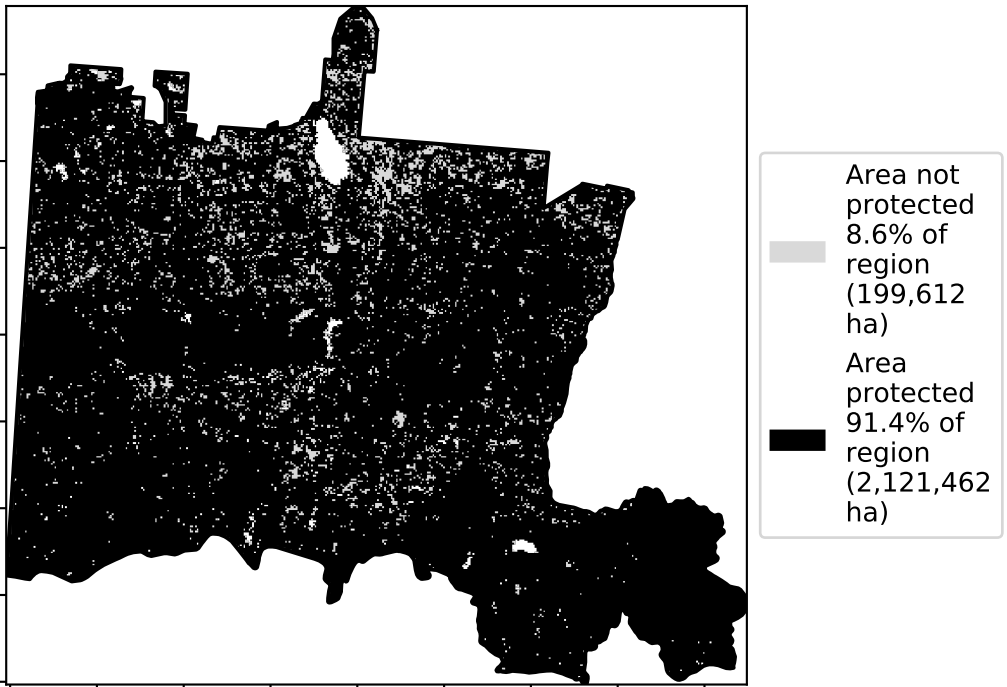 Area not
protected
8.6% of
region
(199,612
ha)
Area
protected
91.4% of
region
(2,121,462
ha)